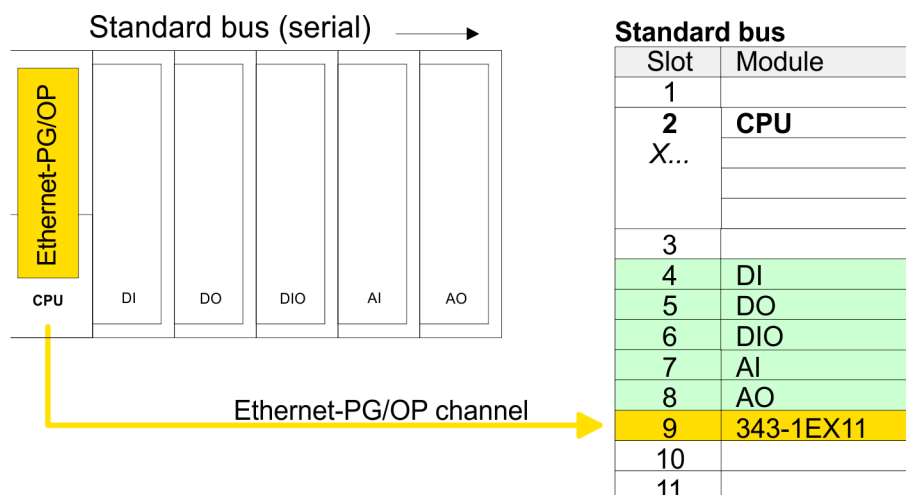 Standard bus (serial)
Ethernet-PG/OP
CPU
DI
DO
DIO
AI
AO
Ethernet-PG/OP channel
Standard bus
Slot Module
1
2 CPU
X...
3
4 DI
5 DO
6 DIO
7 AI
8 AO
9 343-1EX11
10
11